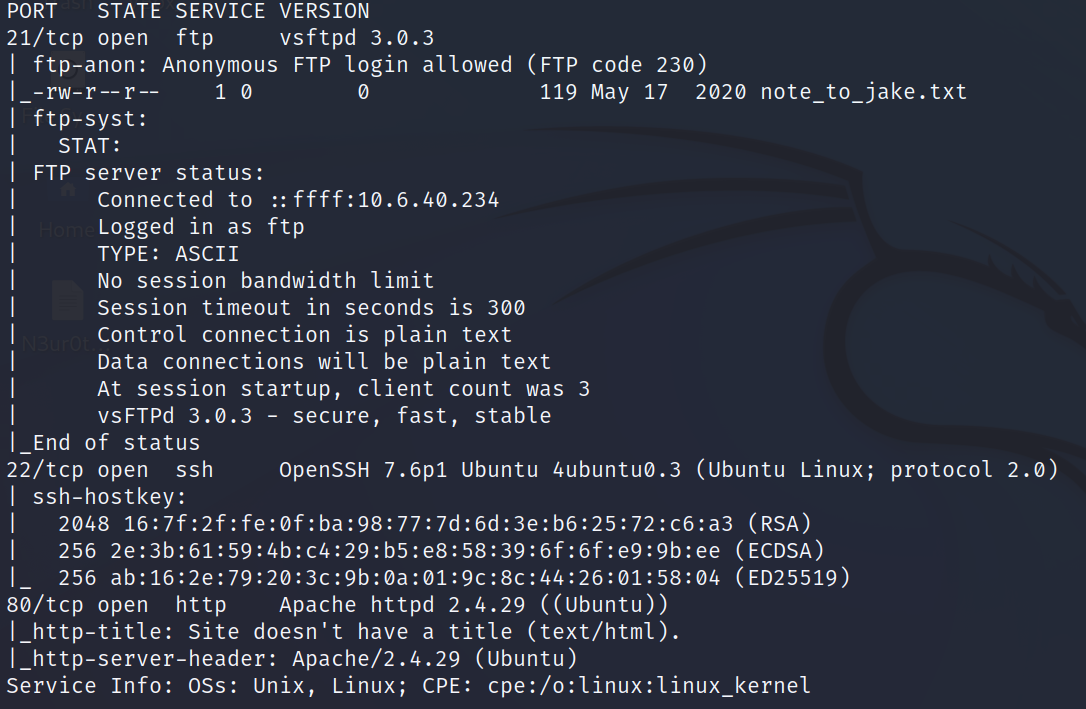 PORT   STATE SERVICE VERSION
21/tcp open  ftp     vsftpd 3.0.3
| ftp-anon: Anonymous FTP login allowed (FTP code 230)
|_-rw-r--r--    1 0        0             119 May 17  2020 note_to_jake.txt
| ftp-syst:
|   STAT:
| FTP server status:
|      Connected to ::ffff:10.6.40.234
|      Logged in as ftp
|      TYPE: ASCII
|      No session bandwidth limit
|      Session timeout in seconds is 300
|      Control connection is plain text
|      Data connections will be plain text
|      At session startup, client count was 3
|      vsFTPd 3.0.3 - secure, fast, stable
|_End of status
22/tcp open  ssh     OpenSSH 7.6p1 Ubuntu 4ubuntu0.3 (Ubuntu Linux; protocol 2.0)
| ssh-hostkey:
|   2048 16:7f:2f:fe:0f:ba:98:77:7d:6d:3e:b6:25:72:c6:a3 (RSA)
|   256 2e:3b:61:59:4b:c4:29:b5:e8:58:39:6f:6f:e9:9b:ee (ECDSA)
|_  256 ab:16:2e:79:20:3c:9b:0a:01:9c:8c:44:26:01:58:04 (ED25519)
80/tcp open  http    Apache httpd 2.4.29 ((Ubuntu))
|_http-title: Site doesn't have a title (text/html).
|_http-server-header: Apache/2.4.29 (Ubuntu)
Service Info: OSs: Unix, Linux; CPE: cpe:/o:linux:linux_kernel
Home